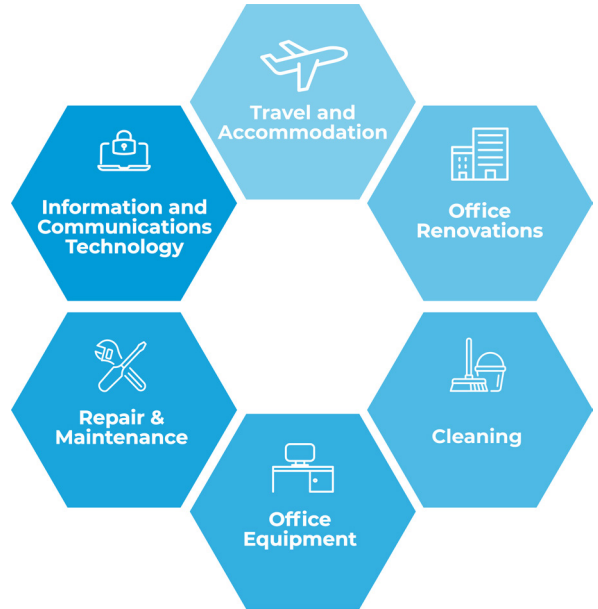 Travel and
Accommodation
Office
Renovations
Cleaning
Office
Equipment
Repair &
Maintenance
Information and
Communications
Technology